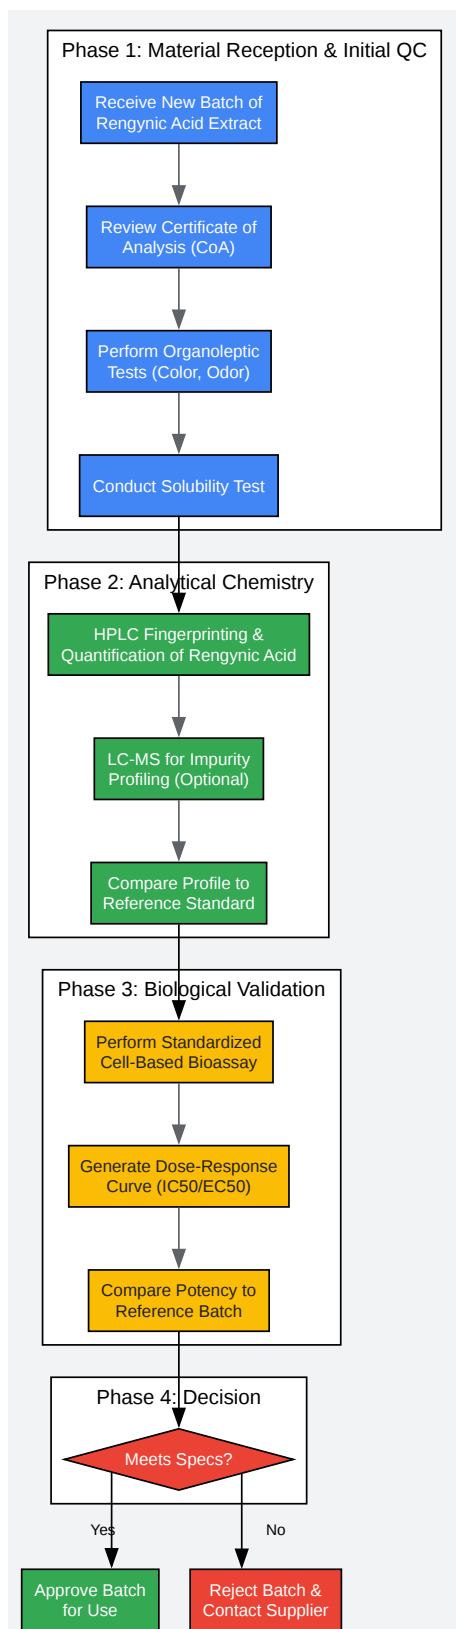 Phase 1: Material Reception & Initial QC
Receive New Batch of
Rengynic Acid Extract
Review Certificate of
Analysis (CoA)
Perform Organoleptic
Tests (Color, Odor)
Conduct Solubility Test
Phase 2: Analytical Chemistry
HPLC Fingerprinting &
Quantification of Rengynic Acid
LC-MS for Impurity
Profiling (Optional)
Compare Profile to
Reference Standard
Phase 3: Biological Validation
Perform Standardized
Cell-Based Bioassay
Generate Dose-Response
Curve (IC50/EC50)
Compare Potency to
Reference Batch
Phase 4: Decision
Meets Specs?
Yes
No
Approve Batch
for Use
Reject Batch &
Contact Supplier